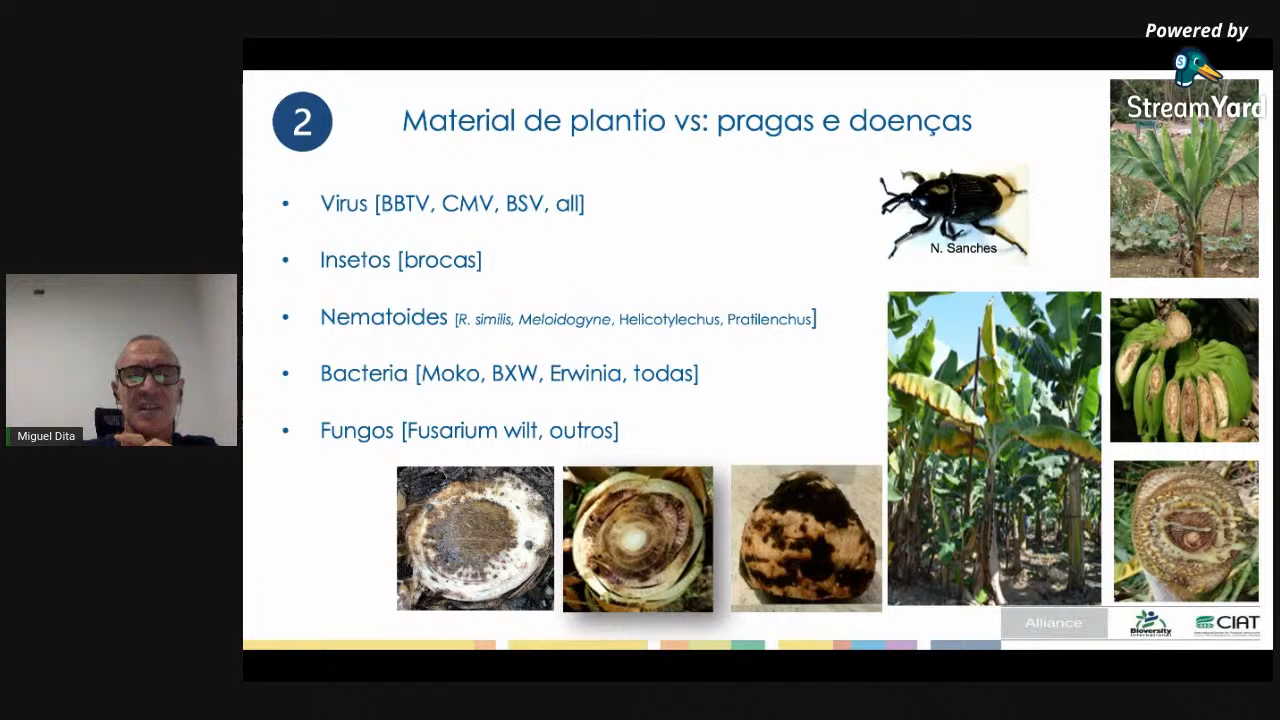 Powered by
StreamYard
2
Material de plantio vs: pragas e doenças
• Virus [BBTV, CMV, BSV, all]
N. Sanches
• Insetos [brocas]
• Nematoides [R. similis, Meloidogyne, Helicotylechus, Pratilenchus]
• Bacteria [Moko, BXW, Erwinia, todas]
• Fungos [Fusarium wilt, outros]
Miguel Dita
Alliance
Bioversity
International
CIAT